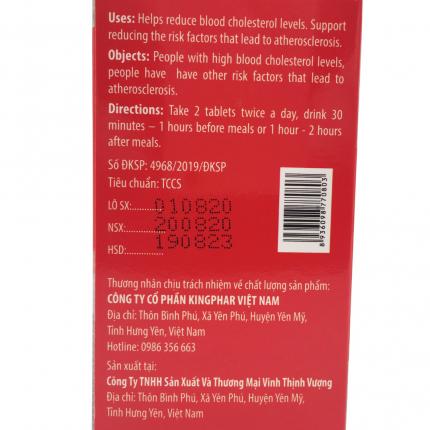 Uses: Helps reduce blood cholesterol levels. Support
reducing the risk factors that lead to atherosclerosis.
Objects: People with high blood cholesterol levels,
people have have other risk factors that lead to
atherosclerosis.
Directions: Take 2 tablets twice a day, drink 30
minutes – 1 hours before meals or 1 hour - 2 hours
after meals.
Số ĐKSP: 4968/2019/ĐKSP
Tiêu chuẩn: TCCS
LÔ SX:............ 010820
NSX:............ 200820
HSD:............ 190823
8 936098 770803
Thương nhân chịu trách nhiệm về chất lượng sản phẩm:
CÔNG TY CỔ PHẦN KINGPHAR VIỆT NAM
Địa chỉ: Thôn Bình Phú, Xã Yên Phú, Huyện Yên Mỹ,
Tỉnh Hưng Yên, Việt Nam
Hotline: 0986 356 663
Sản xuất tại:
Công Ty TNHH Sản Xuất Và Thương Mại Vinh Thịnh Vượng
Địa chỉ: Thôn Bình Phú, Xã Yên Phú, Huyện Yên Mỹ,
Tỉnh Hưng Yên, Việt Nam